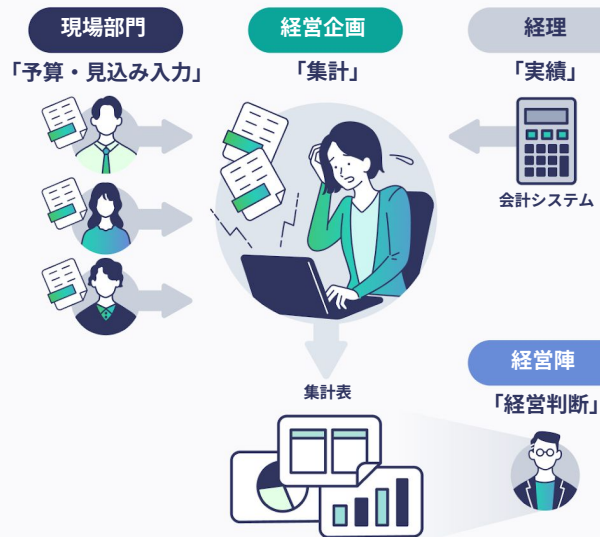 現場部門
「予算・見込み入力」
経営企画
「集計」
経理
「実績」
会計システム
集計表
経営陣
「経営判断」